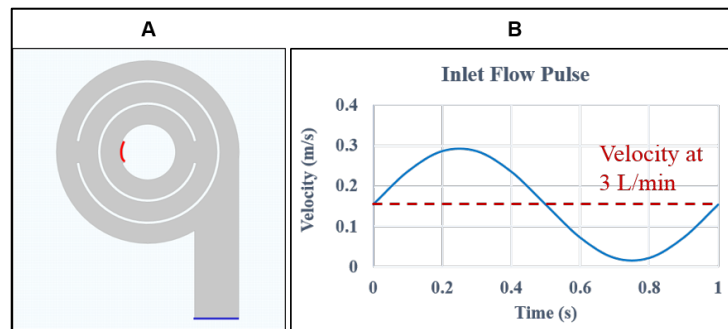 A
B
Inlet Flow Pulse
Velocity (m/s)
0.4
0.3
0.2
0.1
0
Velocity at
3 L/min
0 0.2 0.4 0.6 0.8 1
Time (s)